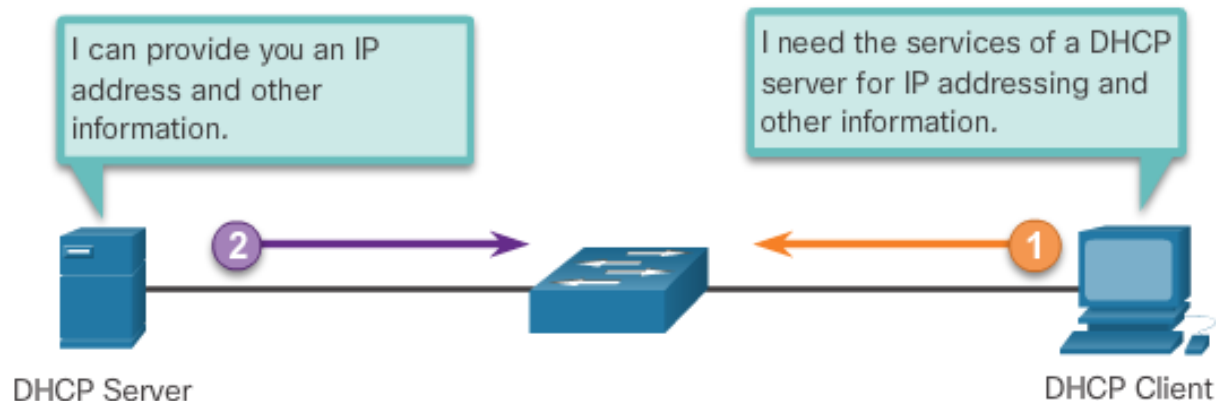 I can provide you an IP
address and other
information.
I need the services of a DHCP
server for IP addressing and
other information.
2
1
DHCP Server
DHCP Client